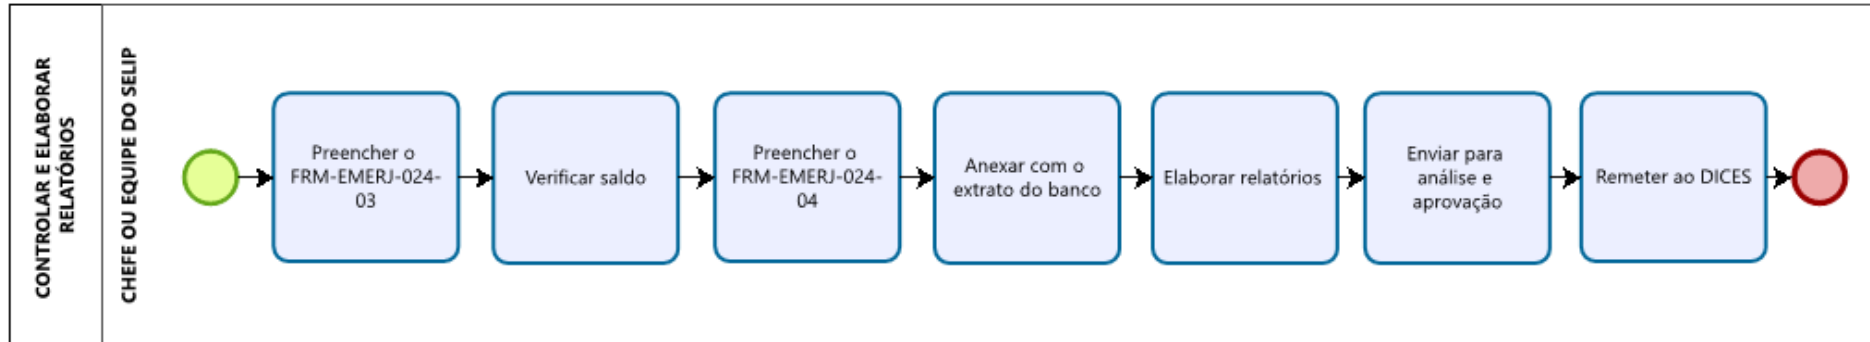 CONTROLAR E ELABORAR
RELATÓRIOS
CHEFE OU EQUIPE DO SELIP
Preencher o
FRM-EMERJ-024-
03
Verificar saldo
Preencher o
FRM-EMERJ-024-
04
Anexar com o
extrato do banco
Elaborar relatórios
Enviar para
análise e
aprovação
Remeter ao DICES